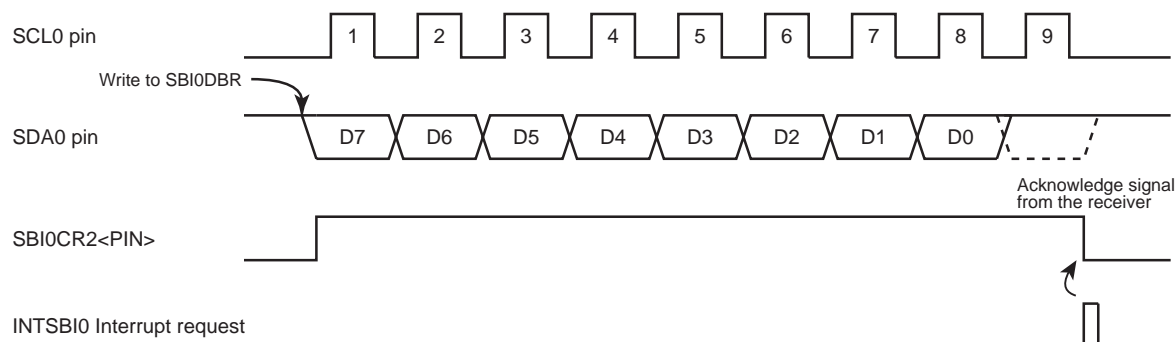 SCL0 pin 1 2 3 4 5 6 7 8 9
Write to SBI0DBR
SDA0 pin D7 D6 D5 D4 D3 D2 D1 D0
Acknowledge signal
from the receiver
SBI0CR2<PIN>
INTSBI0 Interrupt request